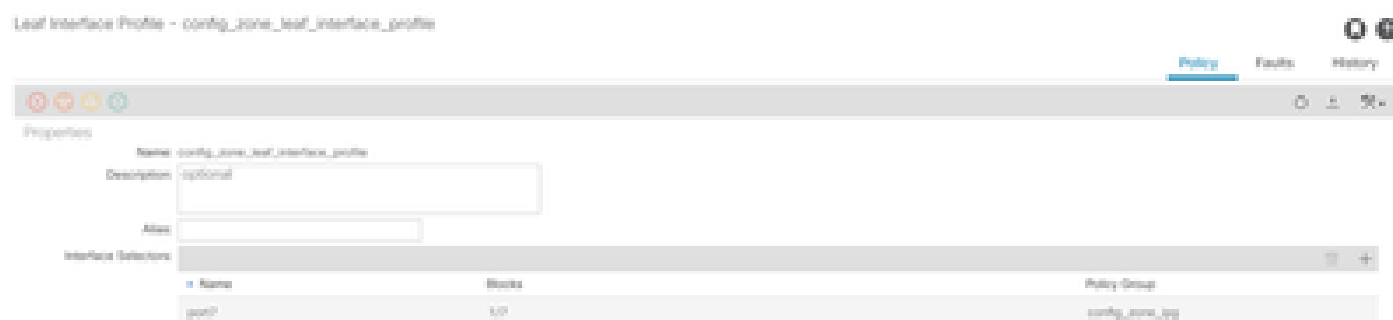 Leaf Interface Profile - config_zone_leaf_interface_profile
Policy Faults History
Properties
Name: config_zone_leaf_interface_profile
Description: optional
Alias:
Interface Selectors:
Name Blocks Policy Group
port7 1/7 config_zone_ipg